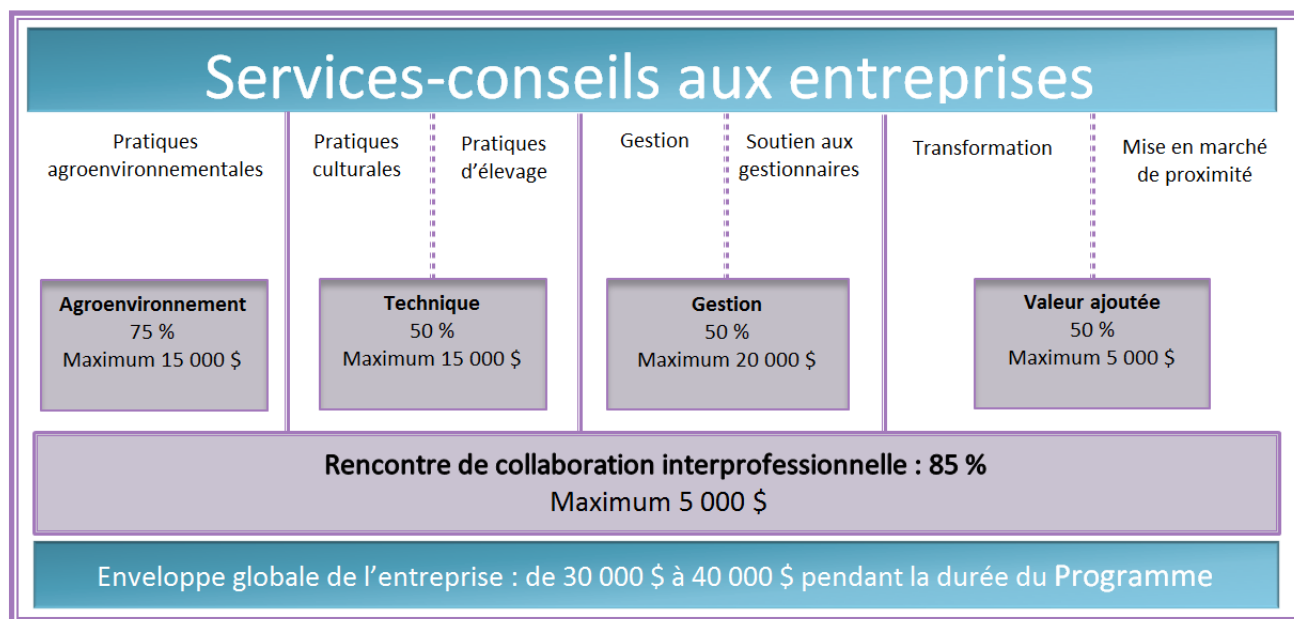 Services-conseils aux entreprises
Pratiques
agroenvironnementales
Pratiques
culturales
Pratiques
d'élevage
Gestion
Soutien aux
gestionnaires
Transformation
Mise en marché
de proximité
Agroenvironnement
75 %
Maximum 15 000 $
Technique
50 %
Maximum 15 000 $
Gestion
50 %
Maximum 20 000 $
Valeur ajoutée
50 %
Maximum 5 000 $
Rencontre de collaboration interprofessionnelle : 85 %
Maximum 5 000 $
Enveloppe globale de l'entreprise : de 30 000 $ à 40 000 $ pendant la durée du Programme